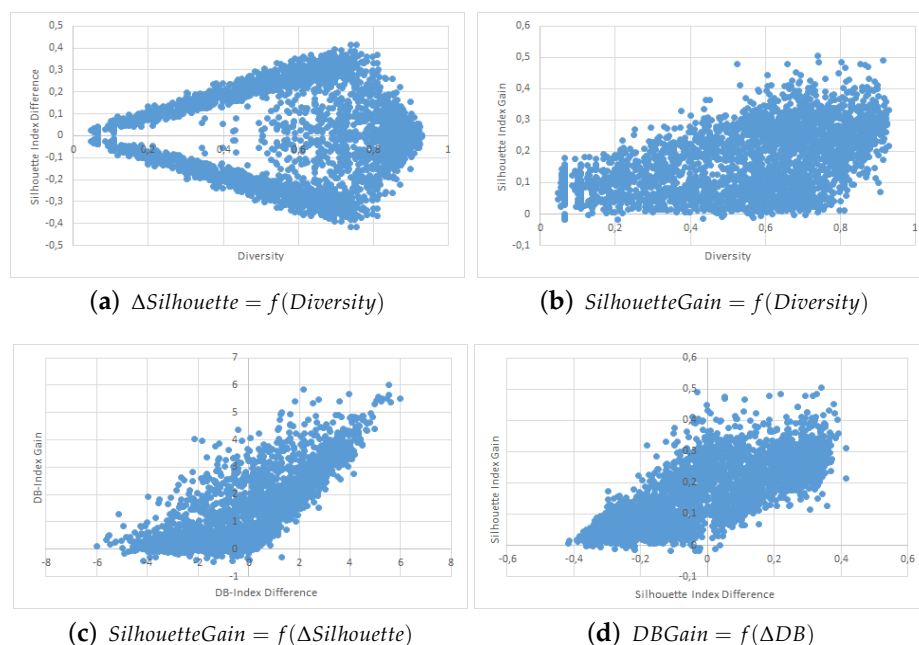 0,5
0,4
0,3
0,2
0,1
0
-0,1
-0,2
-0,3
-0,4
-0,5
0 0,2 0,4 0,6 0,8 1
Silhouette Index Difference
Diversity
(a) ΔSilhouette = f(Diversity)
0,6
0,5
0,4
0,3
0,2
0,1
0
-0,1
0 0,2 0,4 0,6 0,8 1
Silhouette Index Gain
Diversity
(b) SilhouetteGain = f(Diversity)
7
6
5
4
3
2
1
0
-1
-6 -4 -2 0 2 4 6 8
DB-Index Gain
DB-Index Difference
(c) SilhouetteGain = f(ΔSilhouette)
0,6
0,5
0,4
0,3
0,2
0,1
0
-0,1
-0,6 -0,4 -0,2 0 0,2 0,4 0,6
Silhouette Index Gain
Silhouette Index Difference
(d) DBGain = f(ΔDB)